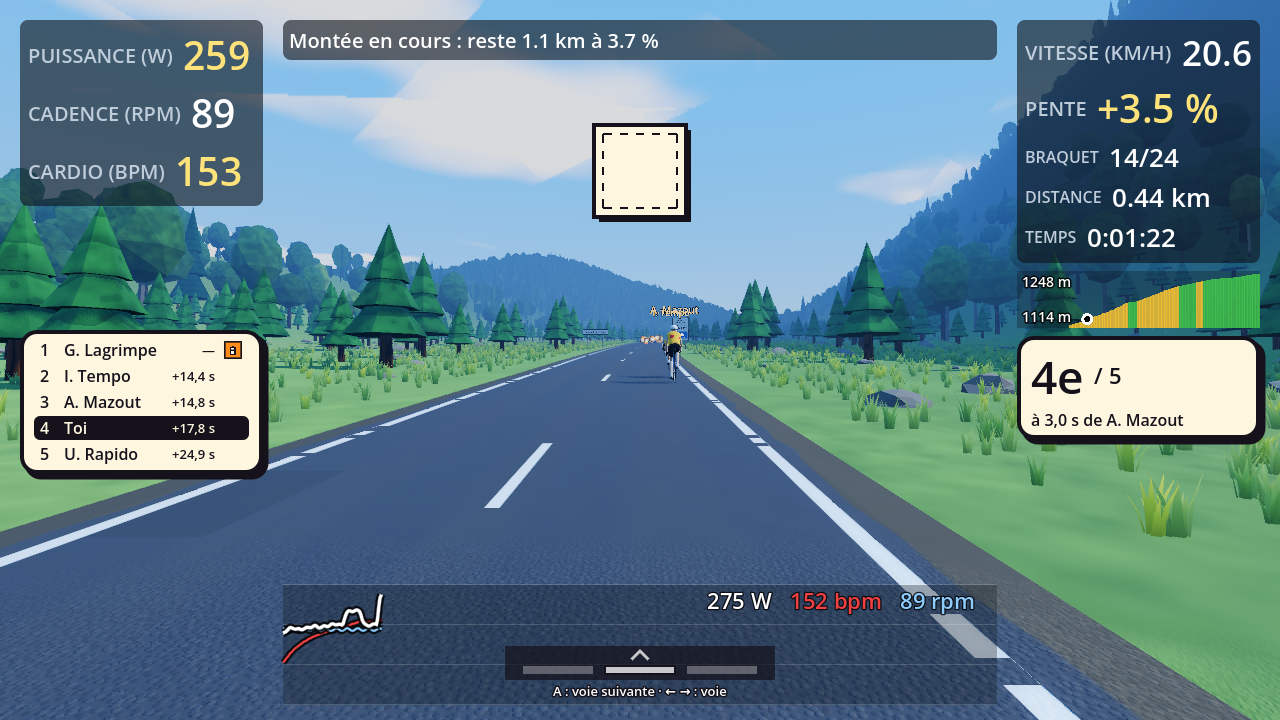 PUISSANCE (W) 259
CADENCE (RPM) 89
CARDIO (BPM) 153
Montée en cours : reste 1.1 km à 3.7 %
VITESSE (KM/H) 20.6
PENTE +3.5 %
BRAQUET 14/24
DISTANCE 0.44 km
TEMPS 0:01:22
1248 m
1114 m
A. Mazout
1 G. Lagrimpe —
2 I. Tempo +14,4 s
3 A. Mazout +14,8 s
4 Toi +17,8 s
5 U. Rapido +24,9 s
4e / 5
à 3,0 s de A. Mazout
275 W 152 bpm 89 rpm
A : voie suivante · ← → : voie